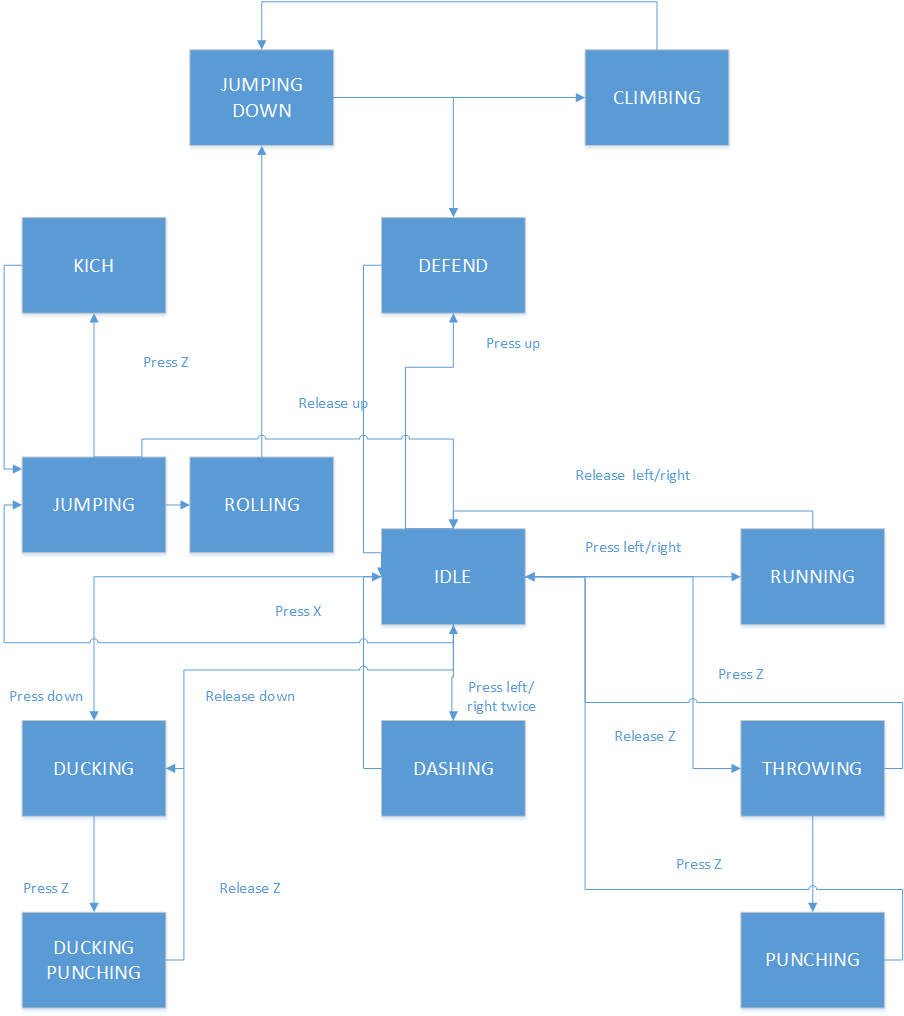 JUMPING
DOWN
CLIMBING
KICH
DEFEND
Press up
Press Z
Release up
Release  left/right
JUMPING
ROLLING
Press left/right
IDLE
RUNNING
Press X
Press Z
Press down
Release down
Press left/
right twice
Release Z
DUCKING
DASHING
THROWING
Press Z
Press Z
Release Z
DUCKING
PUNCHING
PUNCHING